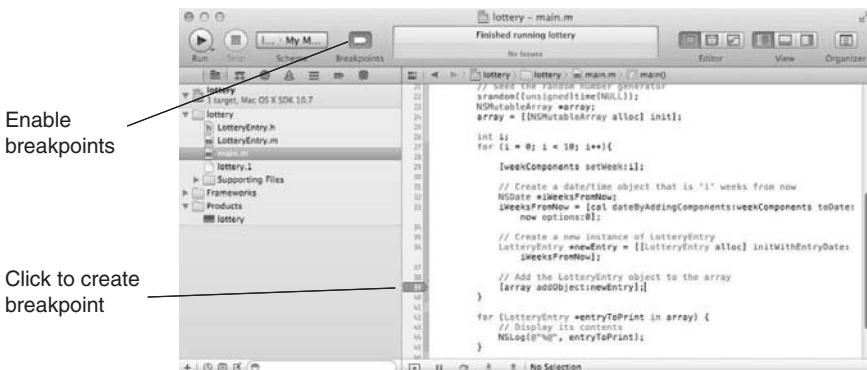 lottery – main.m
Run Stop Scheme Breakpoints
I... My M...
Finished running lottery
No Issues
Editor View Organizer
Enable
breakpoints
Click to create
breakpoint
lottery
1 target, Mac OS X SDK 10.7
lottery
LotteryEntry.h
LotteryEntry.m
main.m
lottery.1
Supporting Files
Frameworks
Products
lottery
lottery lottery main.m main()
// Seed the random number generator
srandom((unsigned)time(NULL));
NSMutableArray *array;
array = [[NSMutableArray alloc] init];
int i;
for (i = 0; i < 10; i++){
[weekComponents setWeek:i];
// Create a date/time object that is 'i' weeks from now
NSDate *iWeeksFromNow;
iWeeksFromNow = [cal dateByAddingComponents:weekComponents toDate:
now options:0];
// Create a new instance of LotteryEntry
LotteryEntry *newEntry = [[LotteryEntry alloc] initWithEntryDate:
iWeeksFromNow];
// Add the LotteryEntry object to the array
[array addObject:newEntry];
}
for (LotteryEntry *entryToPrint in array) {
// Display its contents
NSLog(@"%@", entryToPrint);
}
No Selection